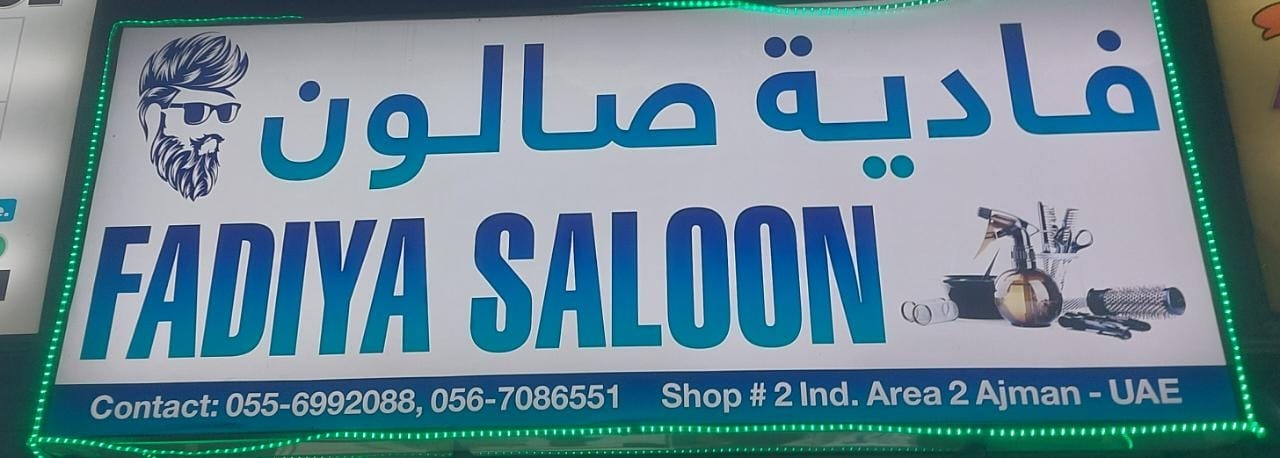 فادية صالون
FADIYA SALOON
Contact: 055-6992088, 056-7086551 Shop # 2 Ind. Area 2 Ajman - UAE